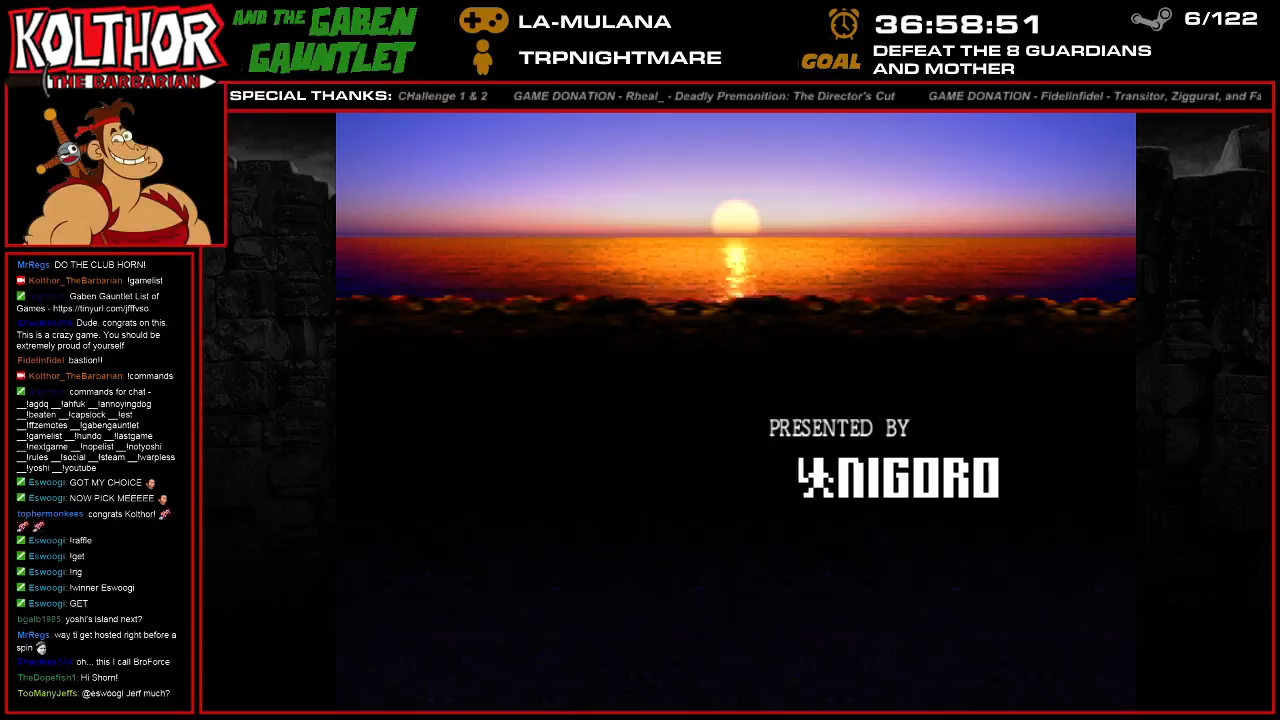 KOLTHOR
THE BARBARIAN
AND THE GABEN
GAUNTLET
LA-MULANA
TRPNIGHTMARE
36:58:51
GOAL
DEFEAT THE 8 GUARDIANS
AND MOTHER
6/122
SPECIAL THANKS: CHallenge 1 & 2 GAME DONATION - Rheal_ - Deadly Premonition: The Director's Cut GAME DONATION - Fidelinfidel - Transitor, Ziggurat, and Fa
MrRegs: DO THE CLUB HORN!
Kolthor_TheBarbarian: !gamelist
Gaben Gauntlet List of
Games - https://tinyurl.com/jfffvso
Dude. congrats on this.
This is a crazy game. You should be
extremely proud of yourself
Fidelinfidel: bastion!!
Kolthor_TheBarbarian: !commands
commands for chat -
__!agdq __!ahfuk __!annoyingdog
__!beaten __!capslock __!est
__!ffzemotes __!gabengauntlet
__!gamelist __!hundo __!lastgame
__!nextgame __!nopelist __!notyoshi
__!rules __!social __!steam __!warpless
__!yoshi __!youtube
Eswoogi: GOT MY CHOICE
Eswoogi: NOW PICK MEEEEE
tophermonkees: congrats Kolthor!
Eswoogi: !raffle
Eswoogi: !get
Eswoogi: !rig
Eswoogi: !winner Eswoogi
Eswoogi: GET
bgalb1985: yoshi's island next?
MrRegs: way ti get hosted right before a
spin
oh... this I call BroForce
TheDopefish1: Hi Shorn!
TooManyJeffs: @eswoogi Jerf much?
PRESENTED BY
NIGORO